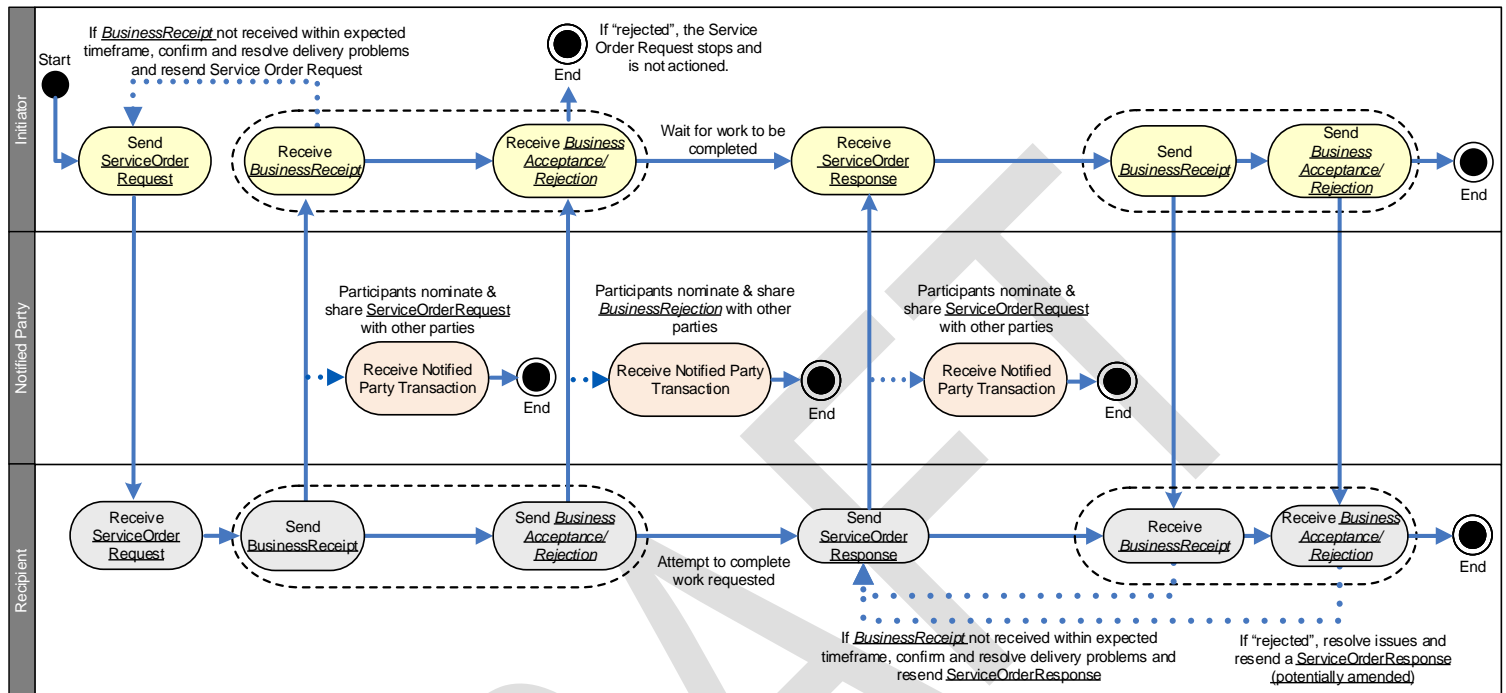 Initiator
If BusinessReceipt not received within expected
timeframe, confirm and resolve delivery problems
and resend Service Order Request
Start
If “rejected”, the Service
Order Request stops and
is not actioned.
End
Send
ServiceOrder
Request
Receive
BusinessReceipt
Receive Business
Acceptance/
Rejection
Wait for work to be
completed
Receive
ServiceOrder
Response
Send
BusinessReceipt
Send
Business
Acceptance/
Rejection
End
Notified Party
Participants nominate &
share ServiceOrderRequest
with other parties
Receive Notified
Party Transaction
End
Participants nominate & share
BusinessRejection with other
parties
Receive Notified Party
Transaction
End
Participants nominate &
share ServiceOrderRequest
with other parties
Receive Notified
Party Transaction
End
Recipient
Receive
ServiceOrder
Request
Send
BusinessReceipt
Send Business
Acceptance/
Rejection
Attempt to complete
work requested
Send
ServiceOrder
Response
Receive
BusinessReceipt
Receive Business
Acceptance/
Rejection
End
If BusinessReceipt not received within expected
timeframe, confirm and resolve delivery problems and
resend ServiceOrderResponse
If “rejected”, resolve issues and
resend a ServiceOrderResponse
(potentially amended)
DRAFT